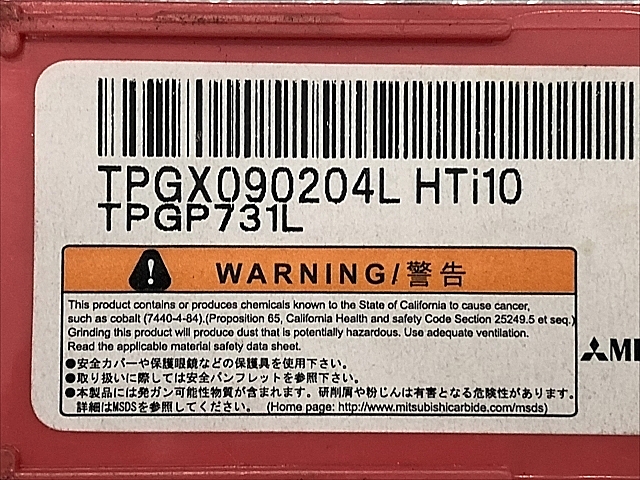 TPGX090204L HTi10
TPGP731L
WARNING/警告
This product contains or produces chemicals known to the State of California to cause cancer,
such as cobalt (7440-4-84).(Proposition 65, California Health and safety Code Section 25249.5 et seq.)
Grinding this product will produce dust that is potentially hazardous. Use adequate ventilation.
Read the applicable material safety data sheet.
●安全カバーや保護眼鏡などの保護具を使用下さい。
●取り扱いに際しては安全パンフレットを参照下さい。
●本製品には発ガン可能性物質が含まれます。研削屑や粉じんは有害となる危険性があります。
詳細はMSDSを参照してください。 (Home page: http://www.mitsubishicarbide.com/msds)